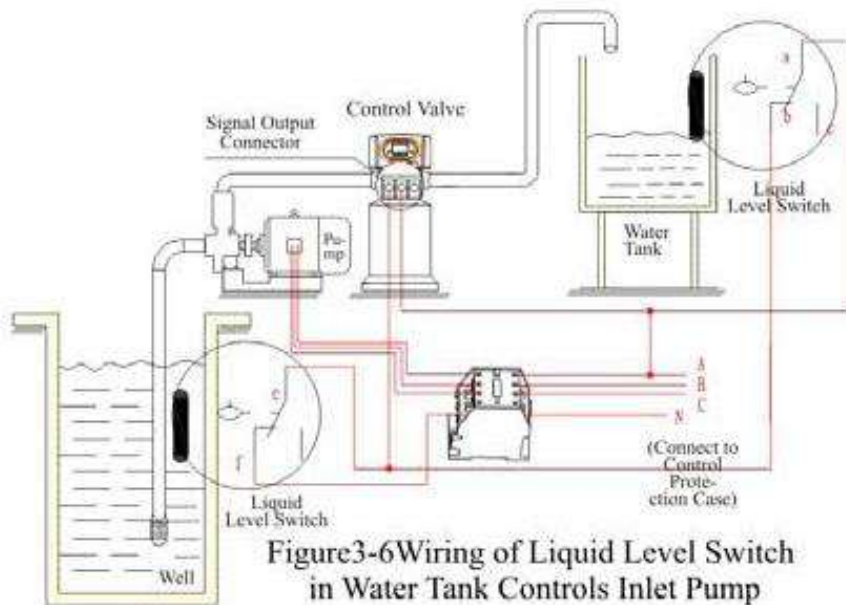 Control Valve
Signal Output
Connector
Pu-
mp
a
b
c
Liquid
Level Switch
Water
Tank
A
B
C
N
(Connect to
Control
Prote-
ction Case)
e
f
Liquid
Level Switch
Well
Figure3-6Wiring of Liquid Level Switch
in Water Tank Controls Inlet Pump